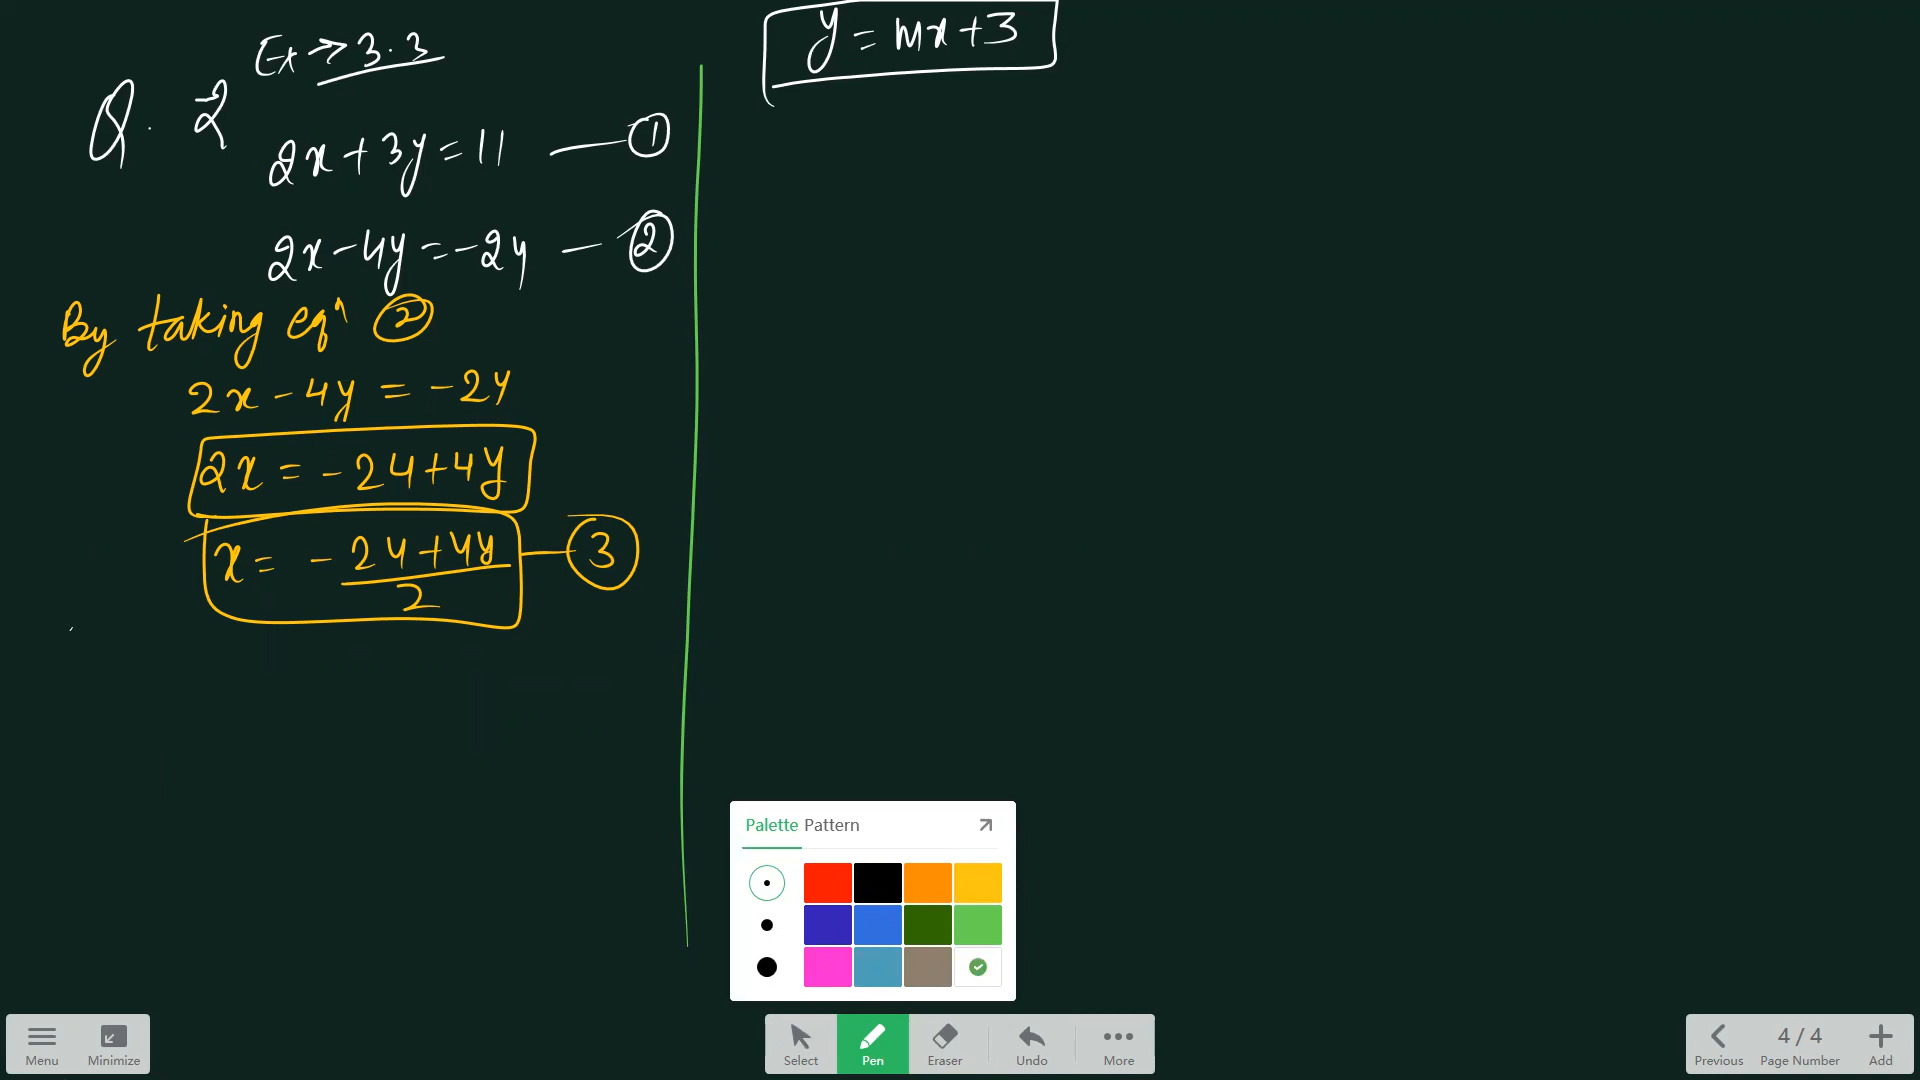 Ex → 3.3
Q. 2
2x + 3y = 11 — ①
2x - 4y = -24 — ②
By taking eqn ②
2x - 4y = -24
2x = -24 + 4y
x = -24 + 4y / 2 — ③
y = mx + 3
Palette Pattern
Menu
Minimize
Select
Pen
Eraser
Undo
More
Previous
4 / 4
Page Number
Add